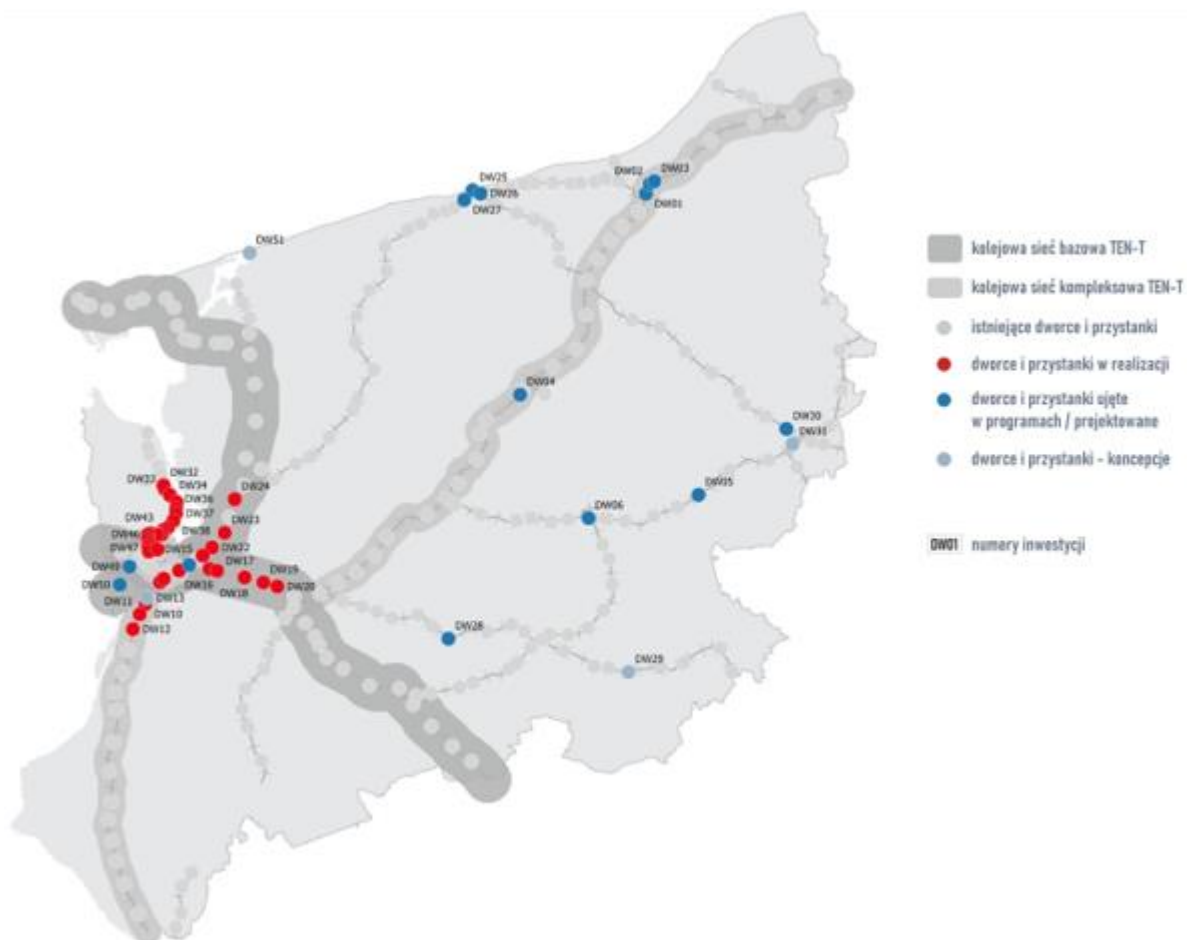 DW25
DW26
DW27
DW02
DW03
DW01
DW51
DW04
DW20
DW31
DW05
DW06
DW32
DW33
DW34
DW36
DW37
DW38
DW43
DW46
DW47
DW24
DW23
DW22
DW15
DW17
DW19
DW20
DW18
DW16
DW49
DW50
DW11
DW13
DW10
DW12
DW28
DW29
kolejowa sieć bazowa TEN-T
kolejowa sieć kompleksowa TEN-T
istniejące dworce i przystanki
dworce i przystanki w realizacji
dworce i przystanki ujęte
w programach / projektowane
dworce i przystanki - koncepcje
DW01 numery inwestycji